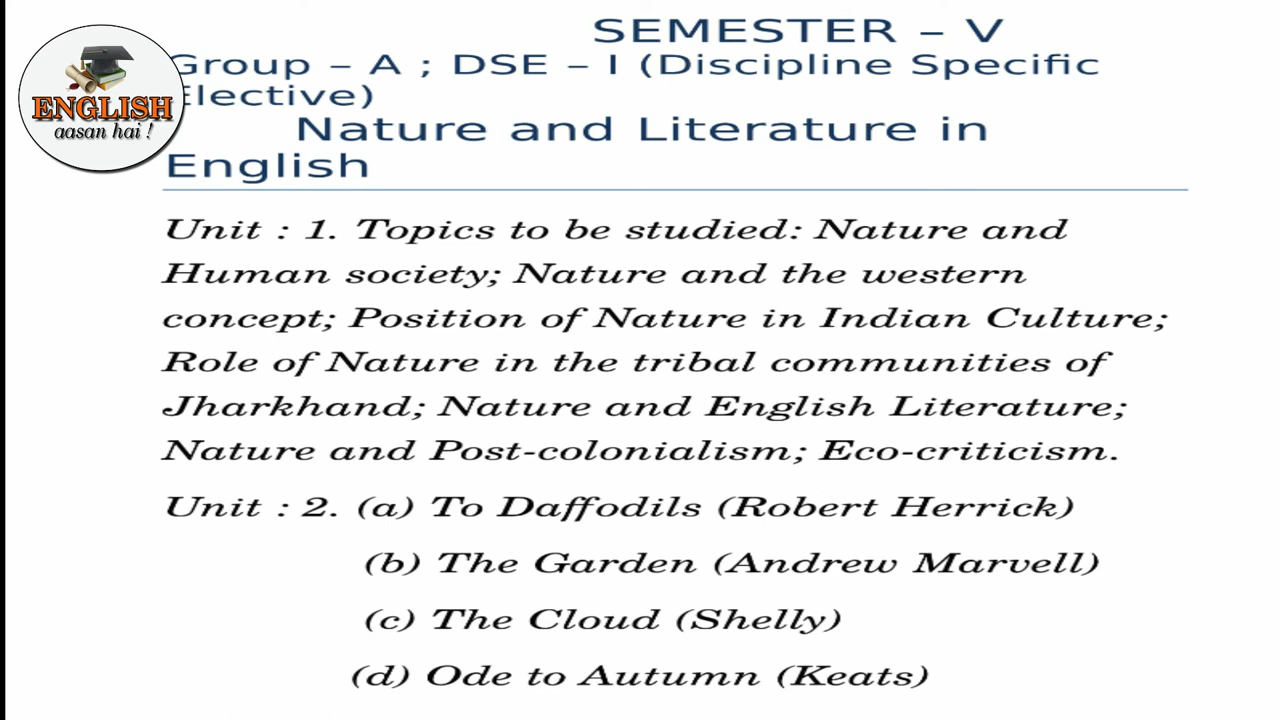 SEMESTER – V
Group – A ; DSE – I (Discipline Specific
Elective)
Nature and Literature in
English
ENGLISH
aasan hai !
Unit : 1. Topics to be studied: Nature and
Human society; Nature and the western
concept; Position of Nature in Indian Culture;
Role of Nature in the tribal communities of
Jharkhand; Nature and English Literature;
Nature and Post-colonialism; Eco-criticism.
Unit : 2. (a) To Daffodils (Robert Herrick)
(b) The Garden (Andrew Marvell)
(c) The Cloud (Shelly)
(d) Ode to Autumn (Keats)